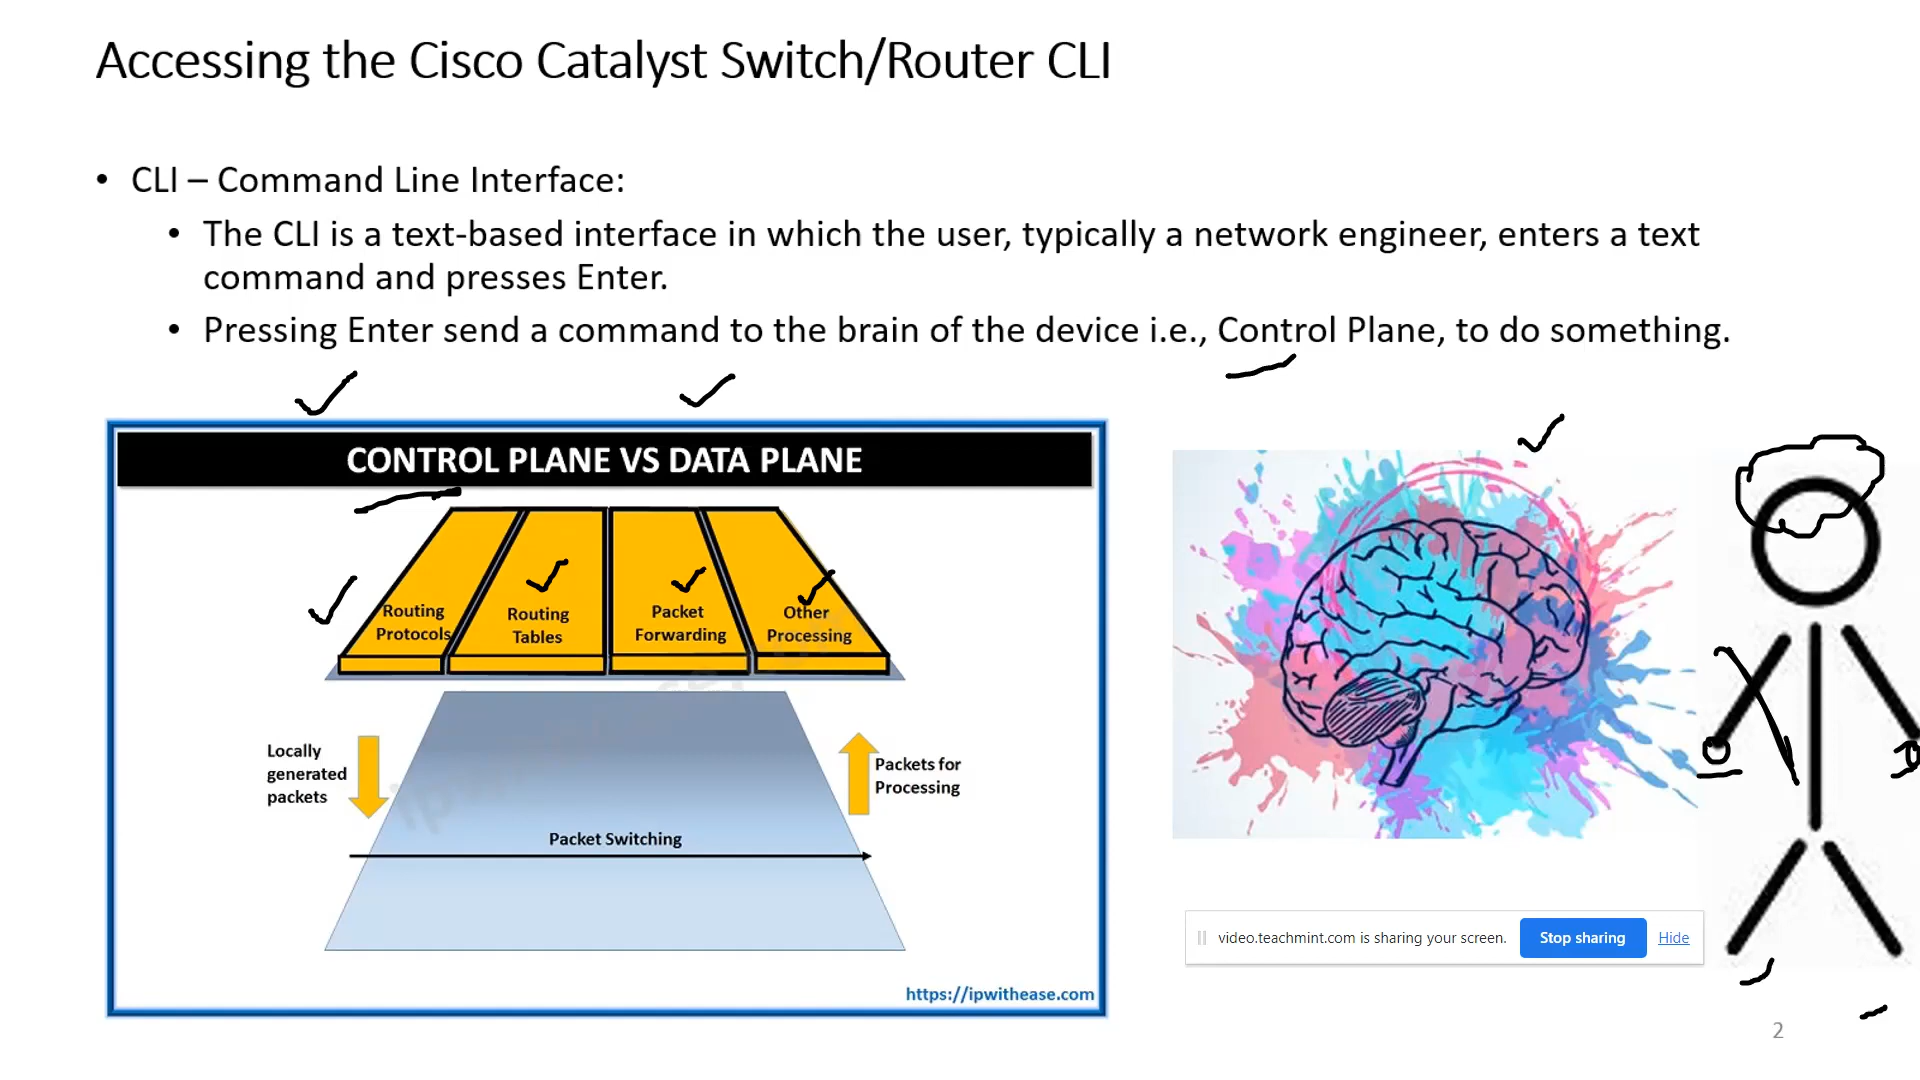 Accessing the Cisco Catalyst Switch/Router CLI
• CLI – Command Line Interface:
• The CLI is a text-based interface in which the user, typically a network engineer, enters a text
command and presses Enter.
• Pressing Enter send a command to the brain of the device i.e., Control Plane, to do something.
CONTROL PLANE VS DATA PLANE
Routing
Protocols
Routing
Tables
Packet
Forwarding
Other
Processing
Locally
generated
packets
Packets for
Processing
Packet Switching
https://ipwithease.com
video.teachmint.com is sharing your screen.
Stop sharing
Hide
2